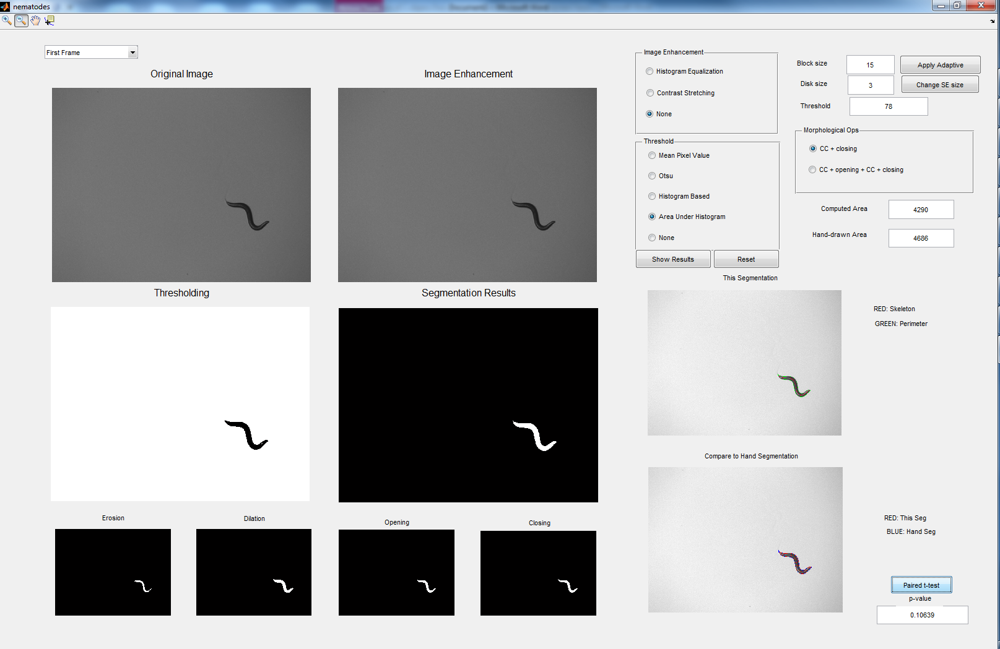 nematodes
First Frame
Original Image
Image Enhancement
Thresholding
Segmentation Results
Erosion
Dilation
Opening
Closing
Image Enhancement
Histogram Equalization
Contrast Stretching
None
Threshold
Mean Pixel Value
Otsu
Histogram Based
Area Under Histogram
None
Show Results
Reset
Block size
15
Apply Adaptive
Disk size
3
Change SE size
Threshold
78
Morphological Ops
CC + closing
CC + opening + CC + closing
Computed Area
4290
Hand-drawn Area
4686
This Segmentation
RED: Skeleton
GREEN: Perimeter
Compare to Hand Segmentation
RED: This Seg
BLUE: Hand Seg
Paired t-test
p-value
0.10639